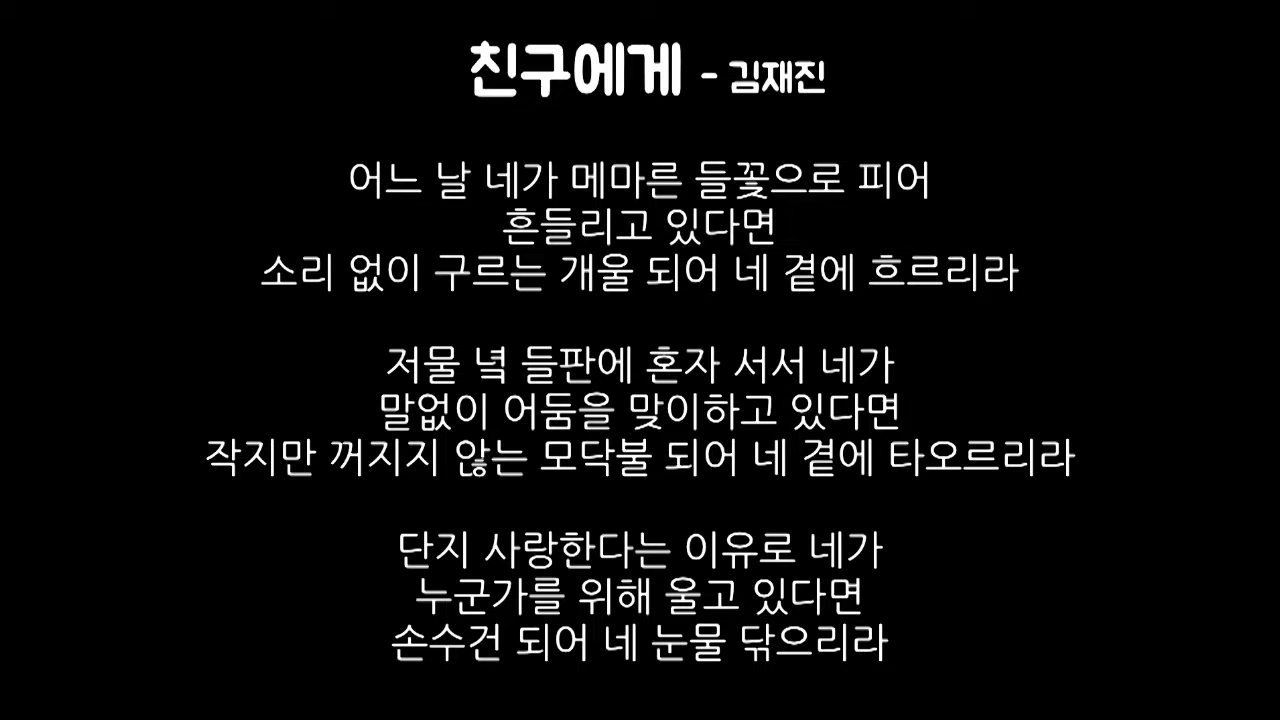 친구에게 - 김재진
어느 날 네가 메마른 들꽃으로 피어
흔들리고 있다면
소리 없이 구르는 개울 되어 네 곁에 흐르리라
저물 녘 들판에 혼자 서서 네가
말없이 어둠을 맞이하고 있다면
작지만 꺼지지 않는 모닥불 되어 네 곁에 타오르리라
단지 사랑한다는 이유로 네가
누군가를 위해 울고 있다면
손수건 되어 네 눈물 닦으리라